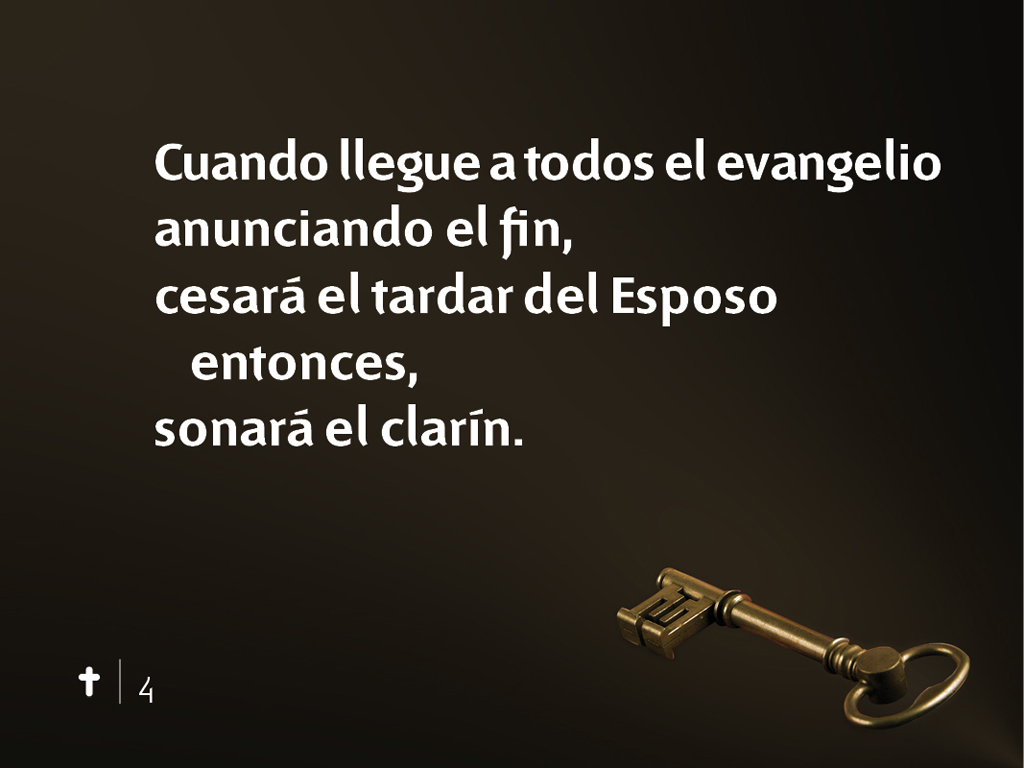 Cuando llegue a todos el evangelio
anunciando el fin,
cesará el tardar del Esposo
entonces,
sonará el clarín.
4